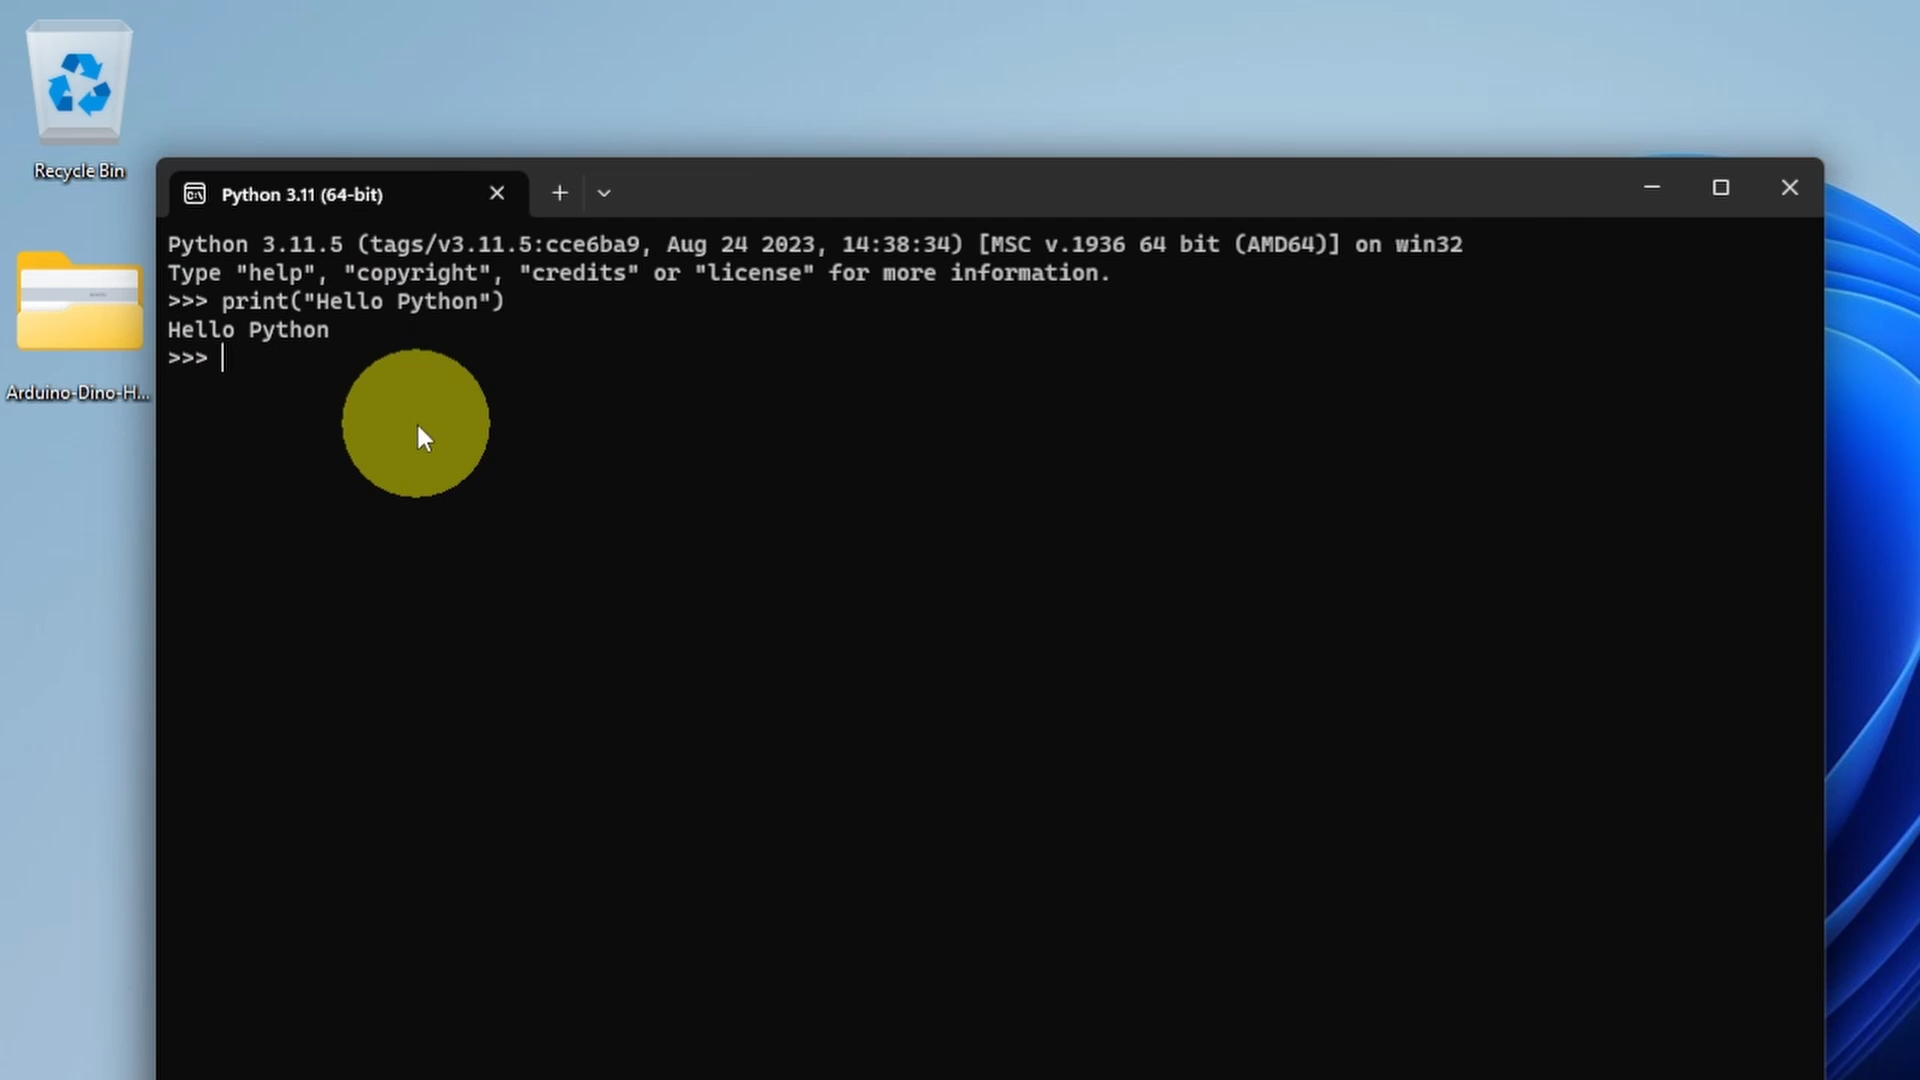 Recycle Bin
Arduino-Dino-H...
Python 3.11 (64-bit)
Python 3.11.5 (tags/v3.11.5:cce6ba9, Aug 24 2023, 14:38:34) [MSC v.1936 64 bit (AMD64)] on win32
Type "help", "copyright", "credits" or "license" for more information.
>>> print("Hello Python")
Hello Python
>>>